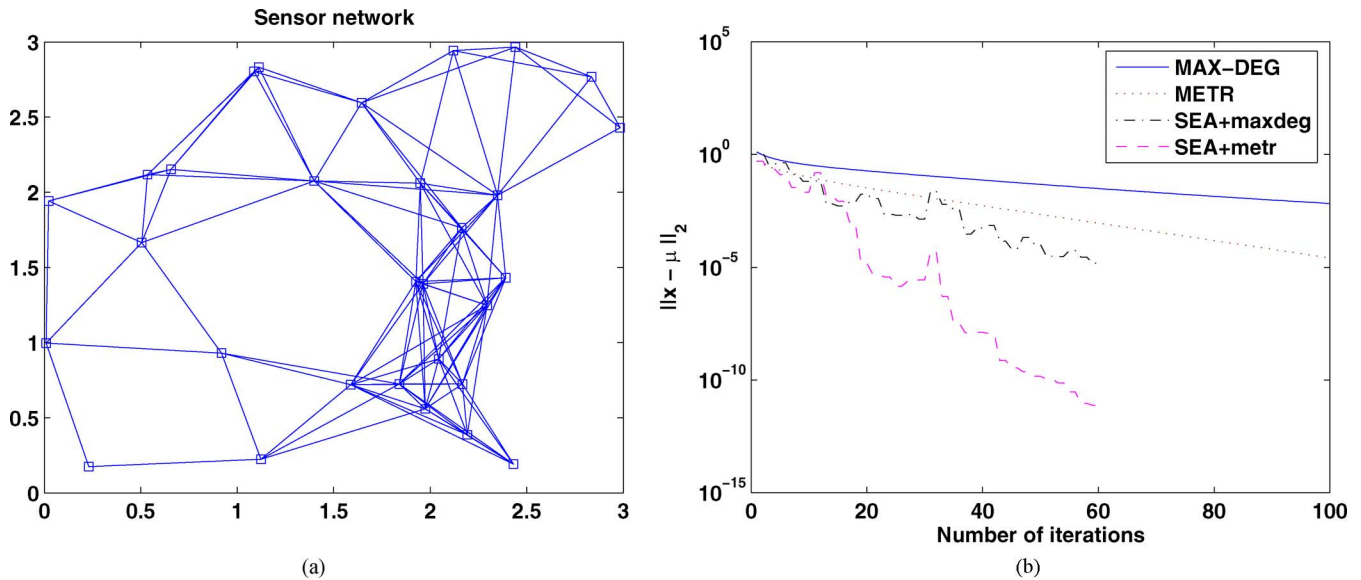 Sensor network
3
2.5
2
1.5
1
0.5
0
0 0.5 1 1.5 2 2.5 3
(a)
10^5
10^0
10^−5
10^−10
10^−15
||x − μ ||_2
MAX−DEG
METR
SEA+maxdeg
SEA+metr
0 20 40 60 80 100
Number of iterations
(b)